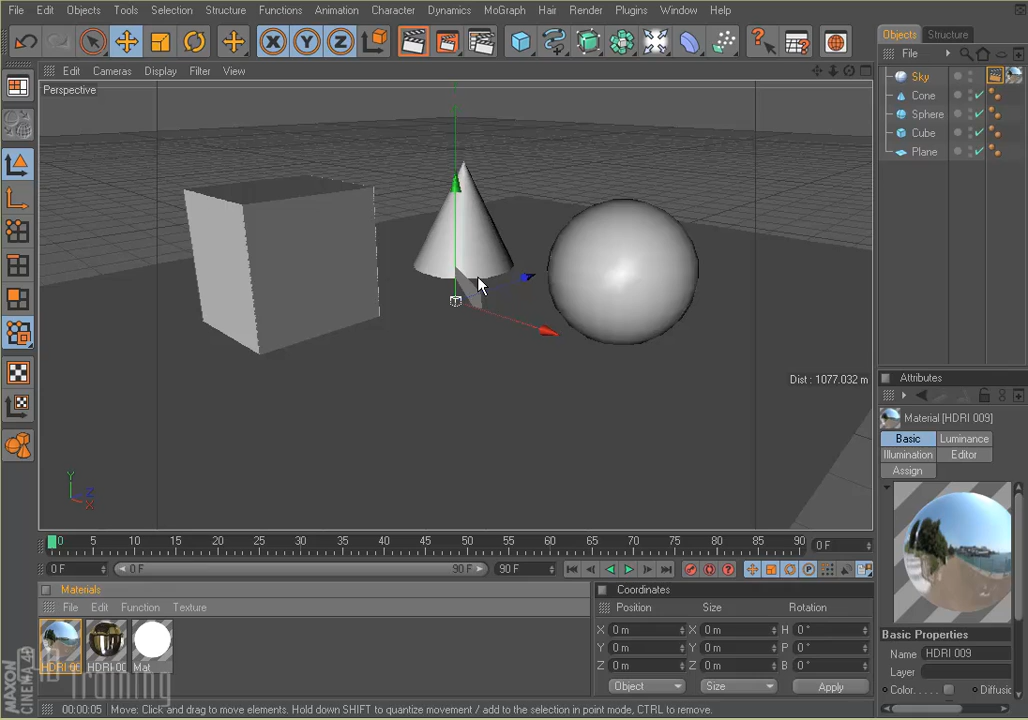 File Edit Objects Tools Selection Structure Functions Animation Character Dynamics MoGraph Hair Render Plugins Window Help
Objects Structure
File
Edit Cameras Display Filter View
Perspective
Sky
Cone
Sphere
Cube
Plane
Dist : 1077.032 m
Y
Z
X
Attributes
Material [HDRI 009]
Basic Luminance
Illumination Editor
Assign
Basic Properties
Name HDRI 009
Layer
Color
0 5 10 15 20 25 30 35 40 45 50 55 60 65 70 75 80 85 90 0 F
0 F 0 F 90 F 90 F
Materials
File Edit Function Texture
Mat
Coordinates
Position Size Rotation
X 0 m X 0 m H 0 °
Y 0 m Y 0 m P 0 °
Z 0 m Z 0 m B 0 °
Object Size Apply
MAXON
CINEMA 4D
Training
00:00:05 Move: Click and drag to move elements. Hold down SHIFT to quantize movement / add to the selection in point mode, CTRL to remove.